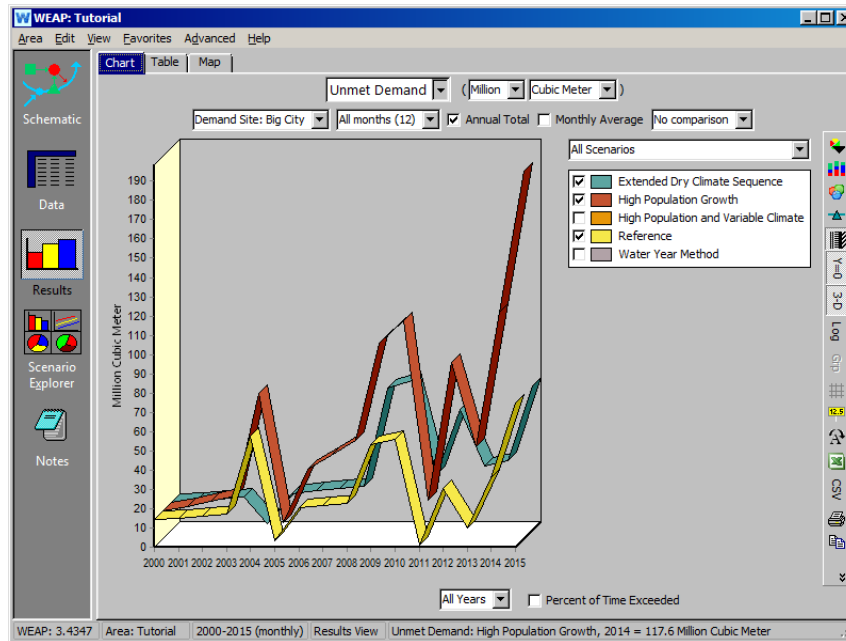 WEAP: Tutorial
Area Edit View Favorites Advanced Help
Chart Table Map
Unmet Demand ( Million Cubic Meter )
Demand Site: Big City All months (12) Annual Total Monthly Average No comparison
All Scenarios
Extended Dry Climate Sequence
High Population Growth
High Population and Variable Climate
Reference
Water Year Method
Schematic
Data
Results
Scenario
Explorer
Notes
Million Cubic Meter
190
180
170
160
150
140
130
120
110
100
90
80
70
60
50
40
30
20
10
0
2000 2001 2002 2003 2004 2005 2006 2007 2008 2009 2010 2011 2012 2013 2014 2015
Y=0
3-D
Log
Grp
12.5
A
CSV
All Years Percent of Time Exceeded
WEAP: 3.4347 Area: Tutorial 2000-2015 (monthly) Results View Unmet Demand: High Population Growth, 2014 = 117.6 Million Cubic Meter